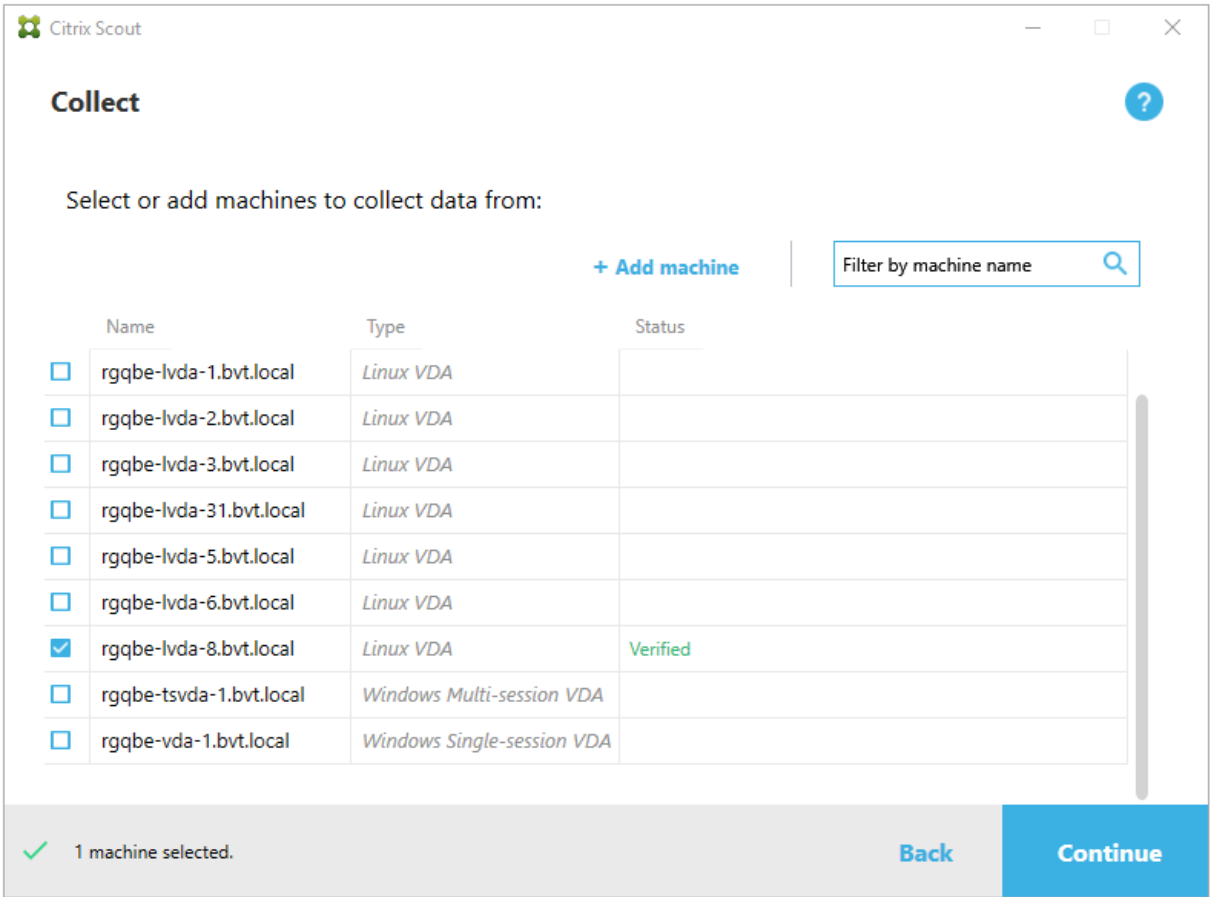 Citrix Scout
Collect
?
Select or add machines to collect data from:
+ Add machine
Filter by machine name
Name Type Status
rgqbe-lvda-1.bvt.local Linux VDA
rgqbe-lvda-2.bvt.local Linux VDA
rgqbe-lvda-3.bvt.local Linux VDA
rgqbe-lvda-31.bvt.local Linux VDA
rgqbe-lvda-5.bvt.local Linux VDA
rgqbe-lvda-6.bvt.local Linux VDA
rgqbe-lvda-8.bvt.local Linux VDA Verified
rgqbe-tsvda-1.bvt.local Windows Multi-session VDA
rgqbe-vda-1.bvt.local Windows Single-session VDA
1 machine selected.
Back
Continue